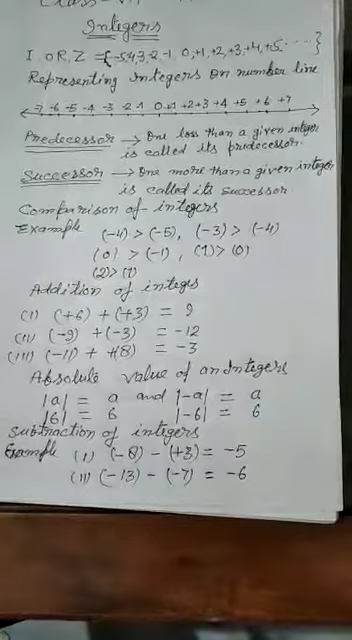 Class-VII
Integers
I OR, Z = {-5,4,3,-2,-1, 0,+1,+2,+3,+4,+5....}
Representing Integers on number line
-7 -6 -5 -4 -3 -2 -1 0 +1 +2 +3 +4 +5 +6 +7
Predecessor → One less than a given integer
is called its predecessor.
Successor → One more than a given integer
is called its successor
Comparison of integers
Example (-4) > (-5), (-3) > (-4)
(0) > (-1), (1) > (0)
(2) > (1)
Addition of integes
(I) (+6) + (+3) = 9
(II) (-9) + (-3) = -12
(III) (-11) + +(8) = -3
Absolute value of an Integers
|a| = a and |-a| = a
|6| = 6 |-6| = 6
Subtraction of integers
Example (I) (-8) - (+3) = -5
(II) (-13) - (-7) = -6